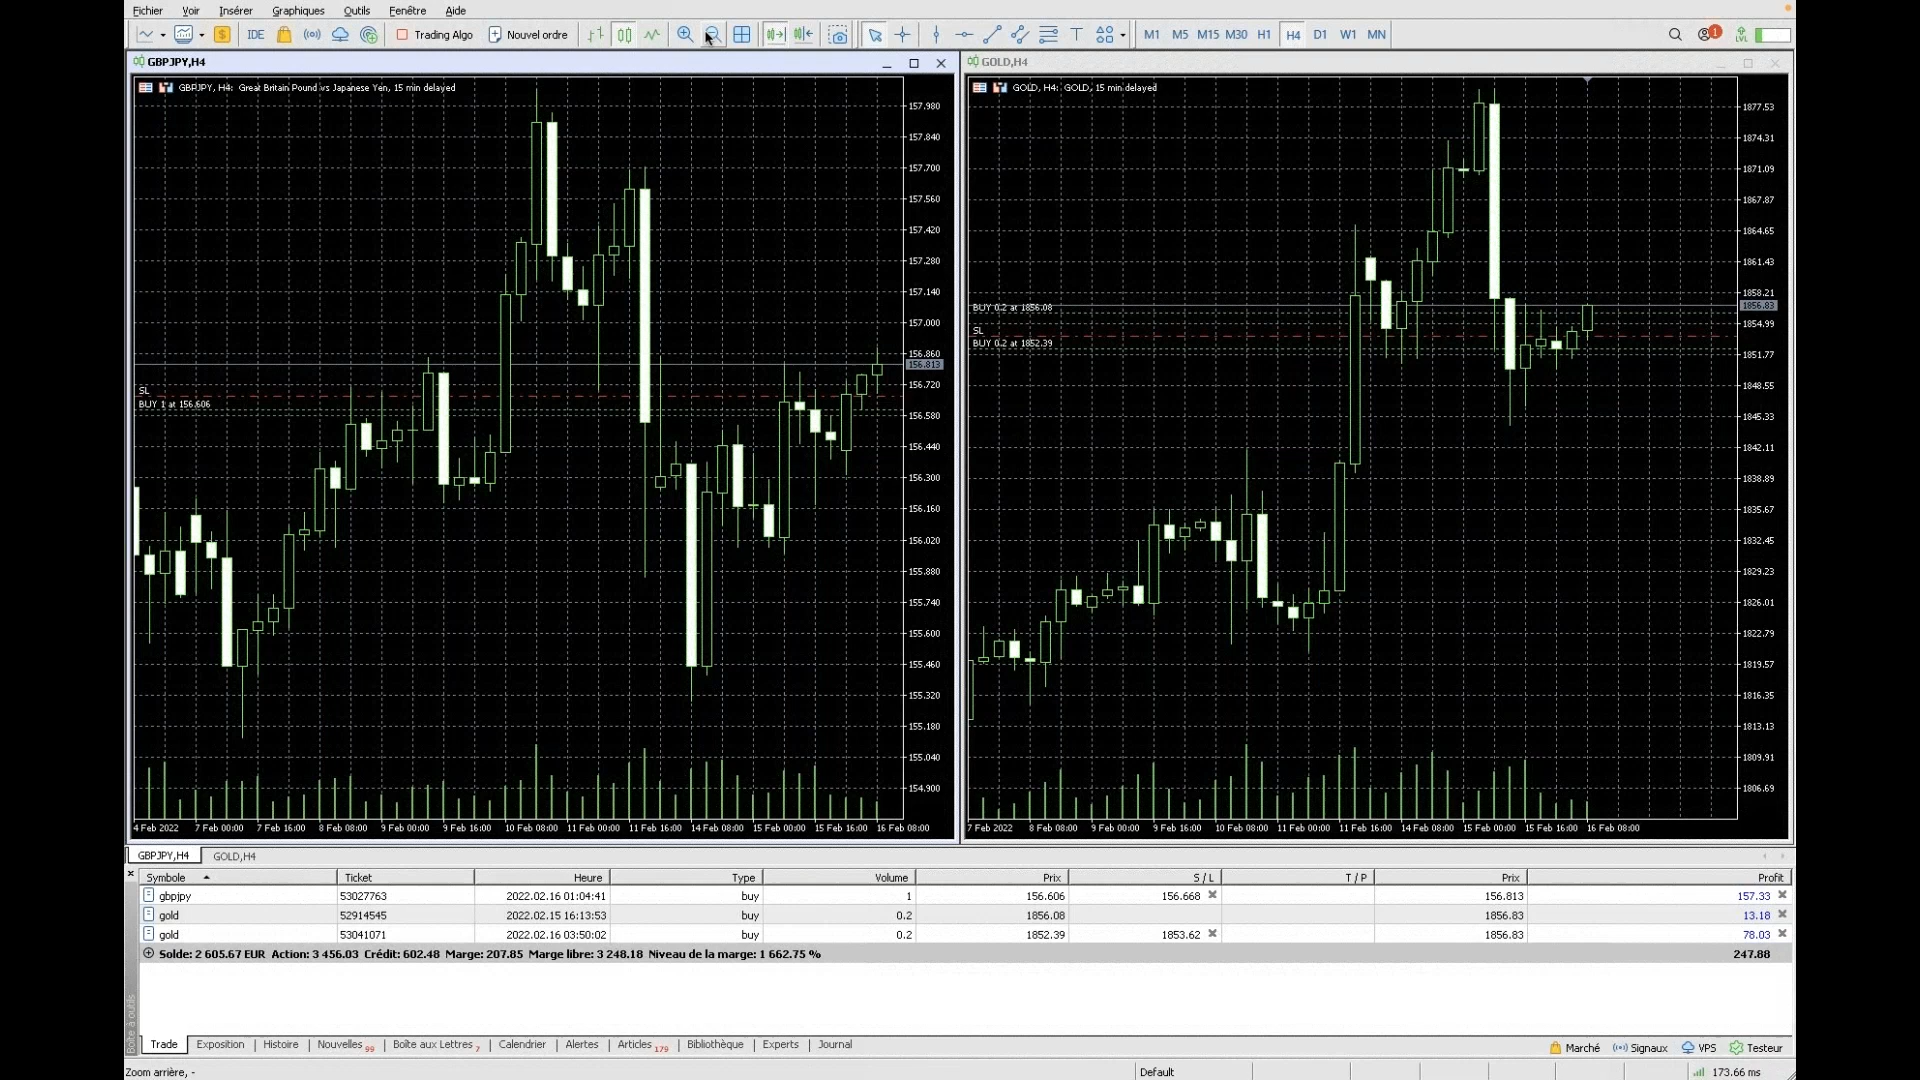 Fichier Voir Insérer Graphiques Outils Fenêtre Aide
IDE Trading Algo Nouvel ordre M1 M5 M15 M30 H1 H4 D1 W1 MN 1 LVL
GBPJPY,H4
GBPJPY, H4: Great Britain Pound vs Japanese Yen, 15 min delayed
157.980
157.840
157.700
157.560
157.420
157.280
157.140
157.000
156.860
156.813
156.720
156.580
156.440
156.300
156.160
156.020
155.880
155.740
155.600
155.460
155.320
155.180
155.040
154.900
SL
BUY 1 at 156.606
4 Feb 2022 7 Feb 00:00 7 Feb 16:00 8 Feb 08:00 9 Feb 00:00 9 Feb 16:00 10 Feb 08:00 11 Feb 00:00 11 Feb 16:00 14 Feb 08:00 15 Feb 00:00 15 Feb 16:00 16 Feb 08:00
GOLD,H4
GOLD, H4: GOLD, 15 min delayed
1877.53
1874.31
1871.09
1867.87
1864.65
1861.43
1858.21
1856.83
1854.99
1851.77
1848.55
1845.33
1842.11
1838.89
1835.67
1832.45
1829.23
1826.01
1822.79
1819.57
1816.35
1813.13
1809.91
1806.69
BUY 0.2 at 1856.08
SL
BUY 0.2 at 1852.39
7 Feb 2022 8 Feb 08:00 9 Feb 00:00 9 Feb 16:00 10 Feb 08:00 11 Feb 00:00 11 Feb 16:00 14 Feb 08:00 15 Feb 00:00 15 Feb 16:00 16 Feb 08:00
GBPJPY,H4 GOLD,H4
Symbole Ticket Heure Type Volume Prix S / L T / P Prix Profit
gbpjpy 53027763 2022.02.16 01:04:41 buy 1 156.606 156.668 156.813 157.33
gold 52914545 2022.02.15 16:13:53 buy 0.2 1856.08 1856.83 13.18
gold 53041071 2022.02.16 03:50:02 buy 0.2 1852.39 1853.62 1856.83 78.03
Solde: 2 605.67 EUR Action: 3 456.03 Crédit: 602.48 Marge: 207.85 Marge libre: 3 248.18 Niveau de la marge: 1 662.75 % 247.88
Boîte à outils
Trade Exposition Histoire Nouvelles 99 Boîte aux Lettres 7 Calendrier Alertes Articles 179 Bibliothèque Experts Journal
Marché Signaux VPS Testeur
Zoom arrière, - Default 173.66 ms